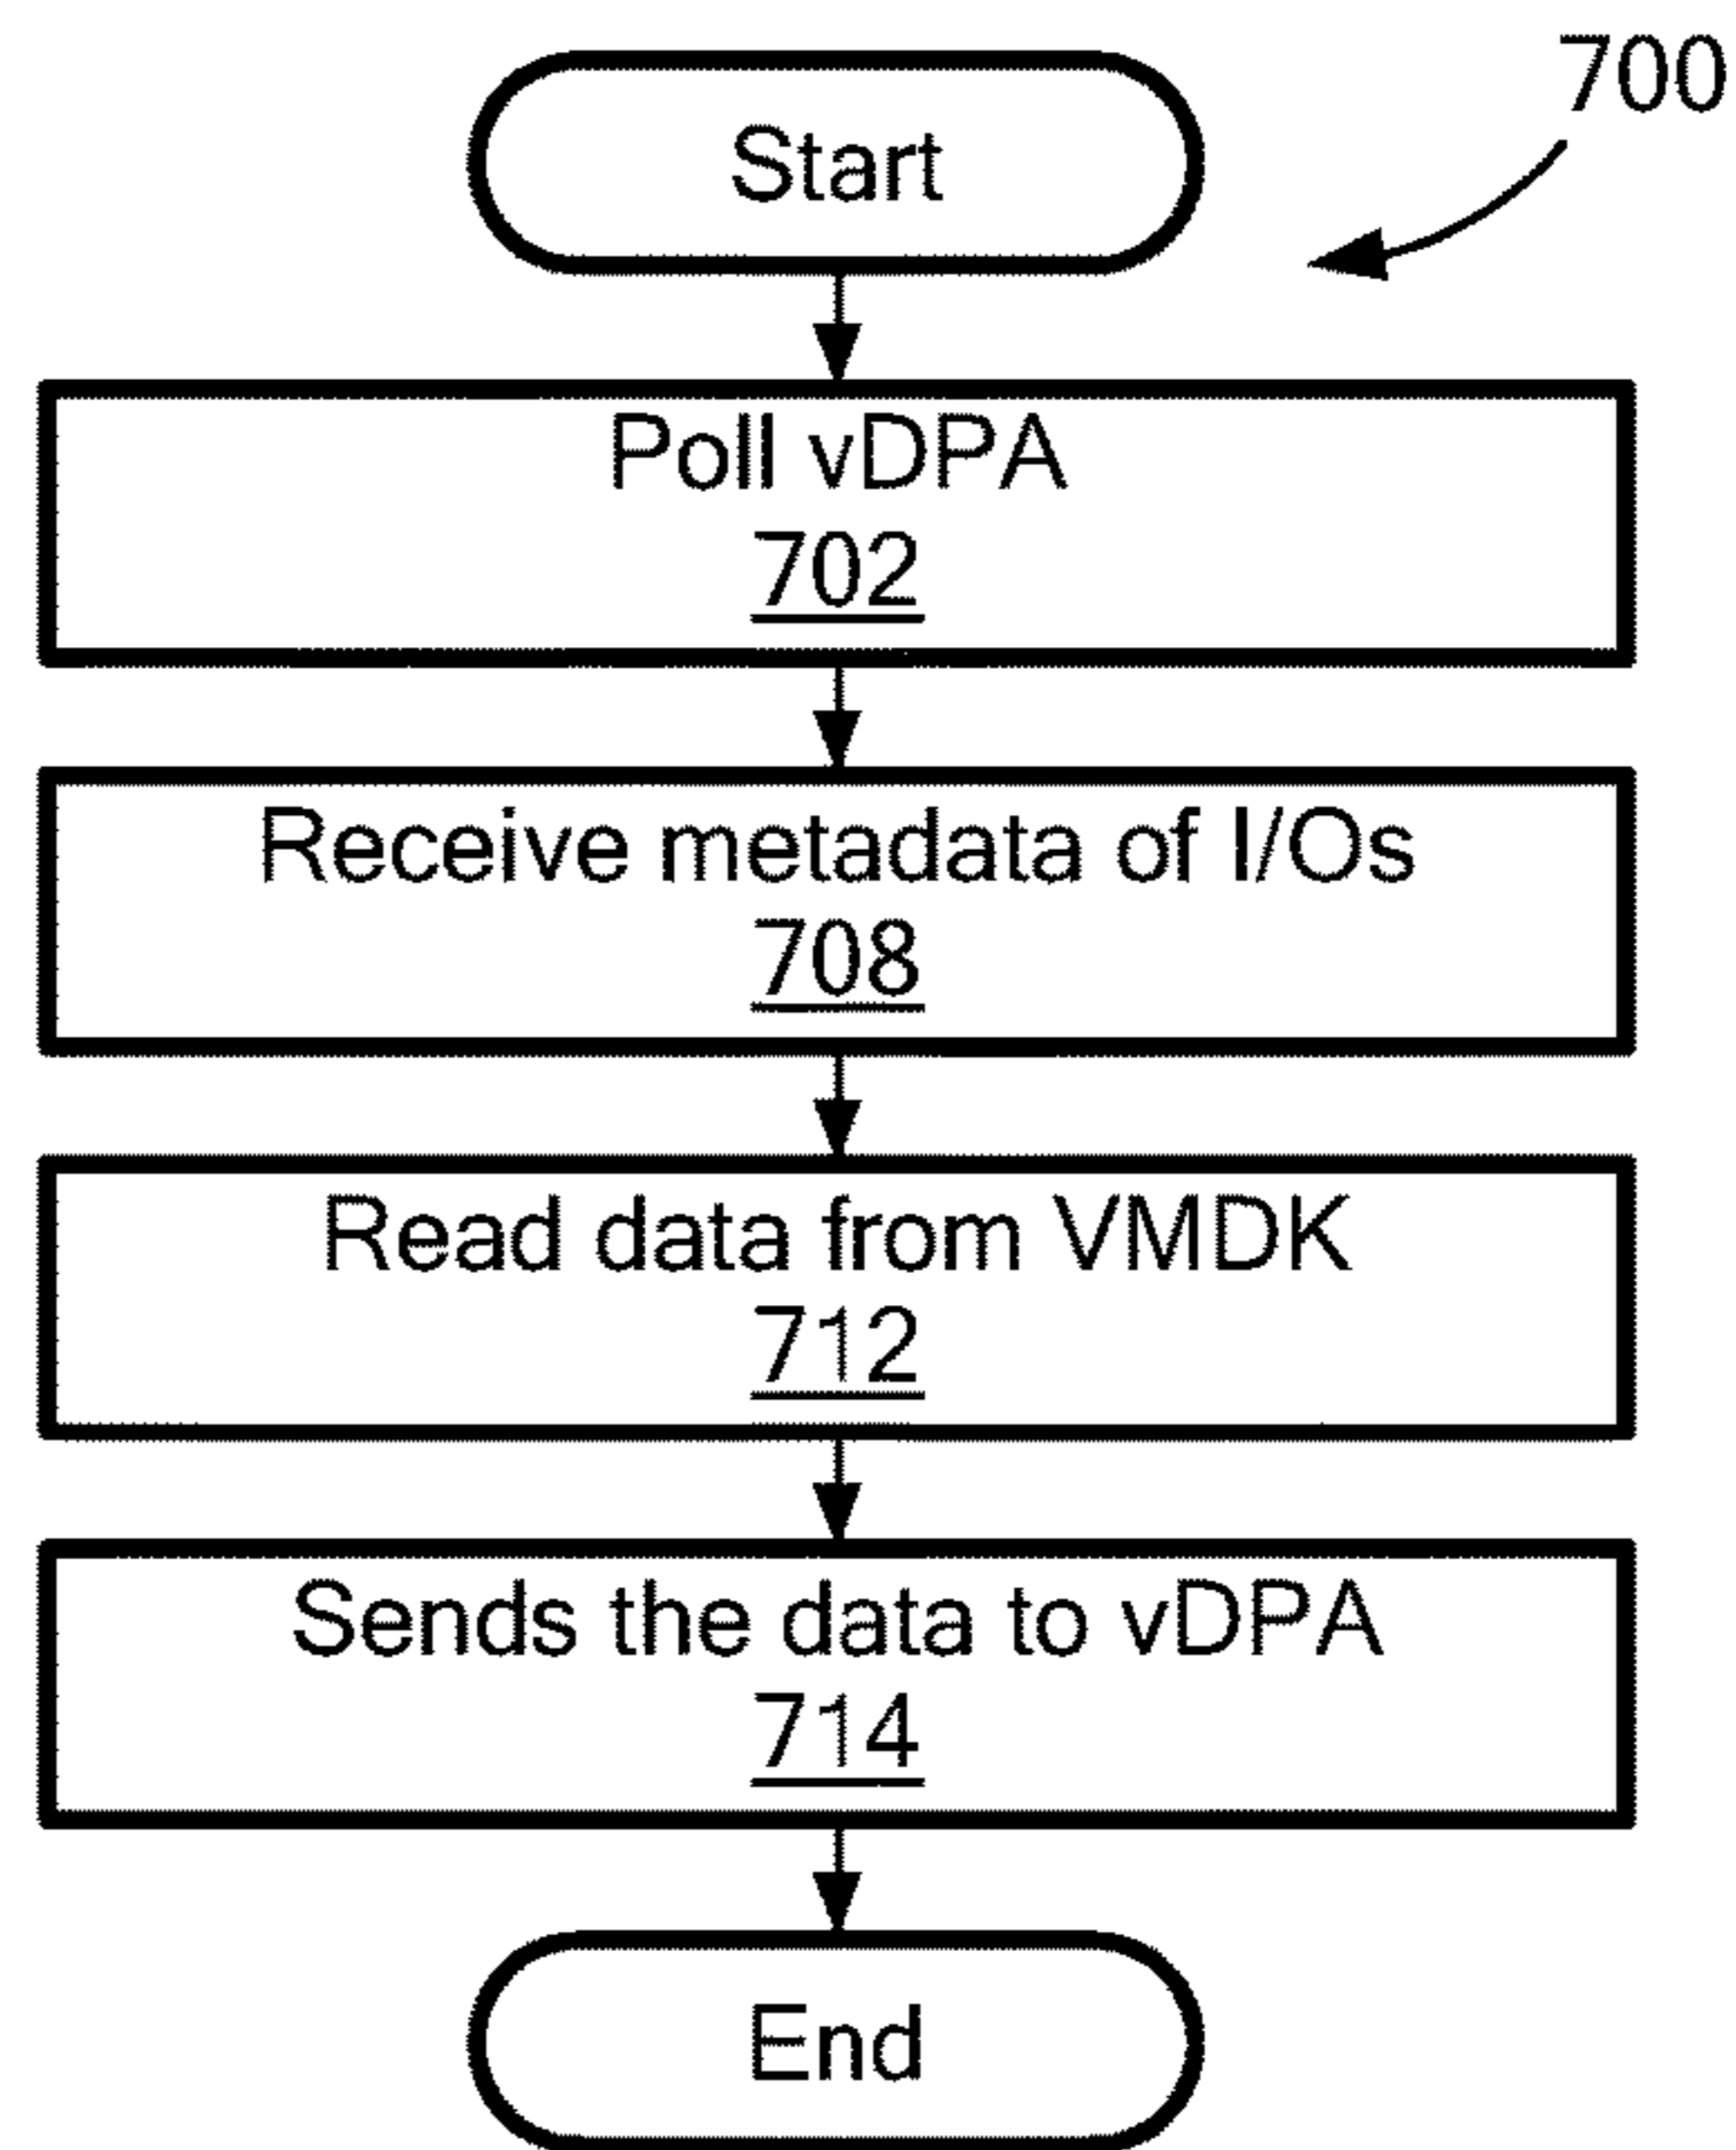 700
Start
Poll vDPA
702
Receive metadata of I/Os
708
Read data from VMDK
712
Sends the data to vDPA
714
End